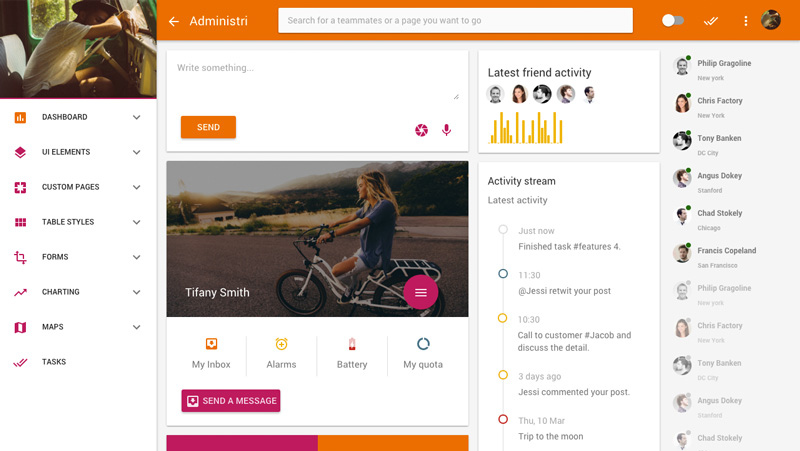 Administri
Search for a teammates or a page you want to go
DASHBOARD
UI ELEMENTS
CUSTOM PAGES
TABLE STYLES
FORMS
CHARTING
MAPS
TASKS
Write something...
SEND
Tifany Smith
My Inbox
Alarms
Battery
My quota
SEND A MESSAGE
Latest friend activity
Activity stream
Latest activity
Just now
Finished task #features 4.
11:30
@Jessi retwit your post
10:30
Call to customer #Jacob and
discuss the detail.
3 days ago
Jessi commented your post.
Thu, 10 Mar
Trip to the moon
Philip Gragoline
New york
Chris Factory
New York
Tony Banken
DC City
Angus Dokey
Stanford
Chad Stokely
Chicago
Francis Copeland
San Francisco
Philip Gragoline
New york
Chris Factory
New York
Tony Banken
DC City
Angus Dokey
Stanford
Chad Stokely
Chicago